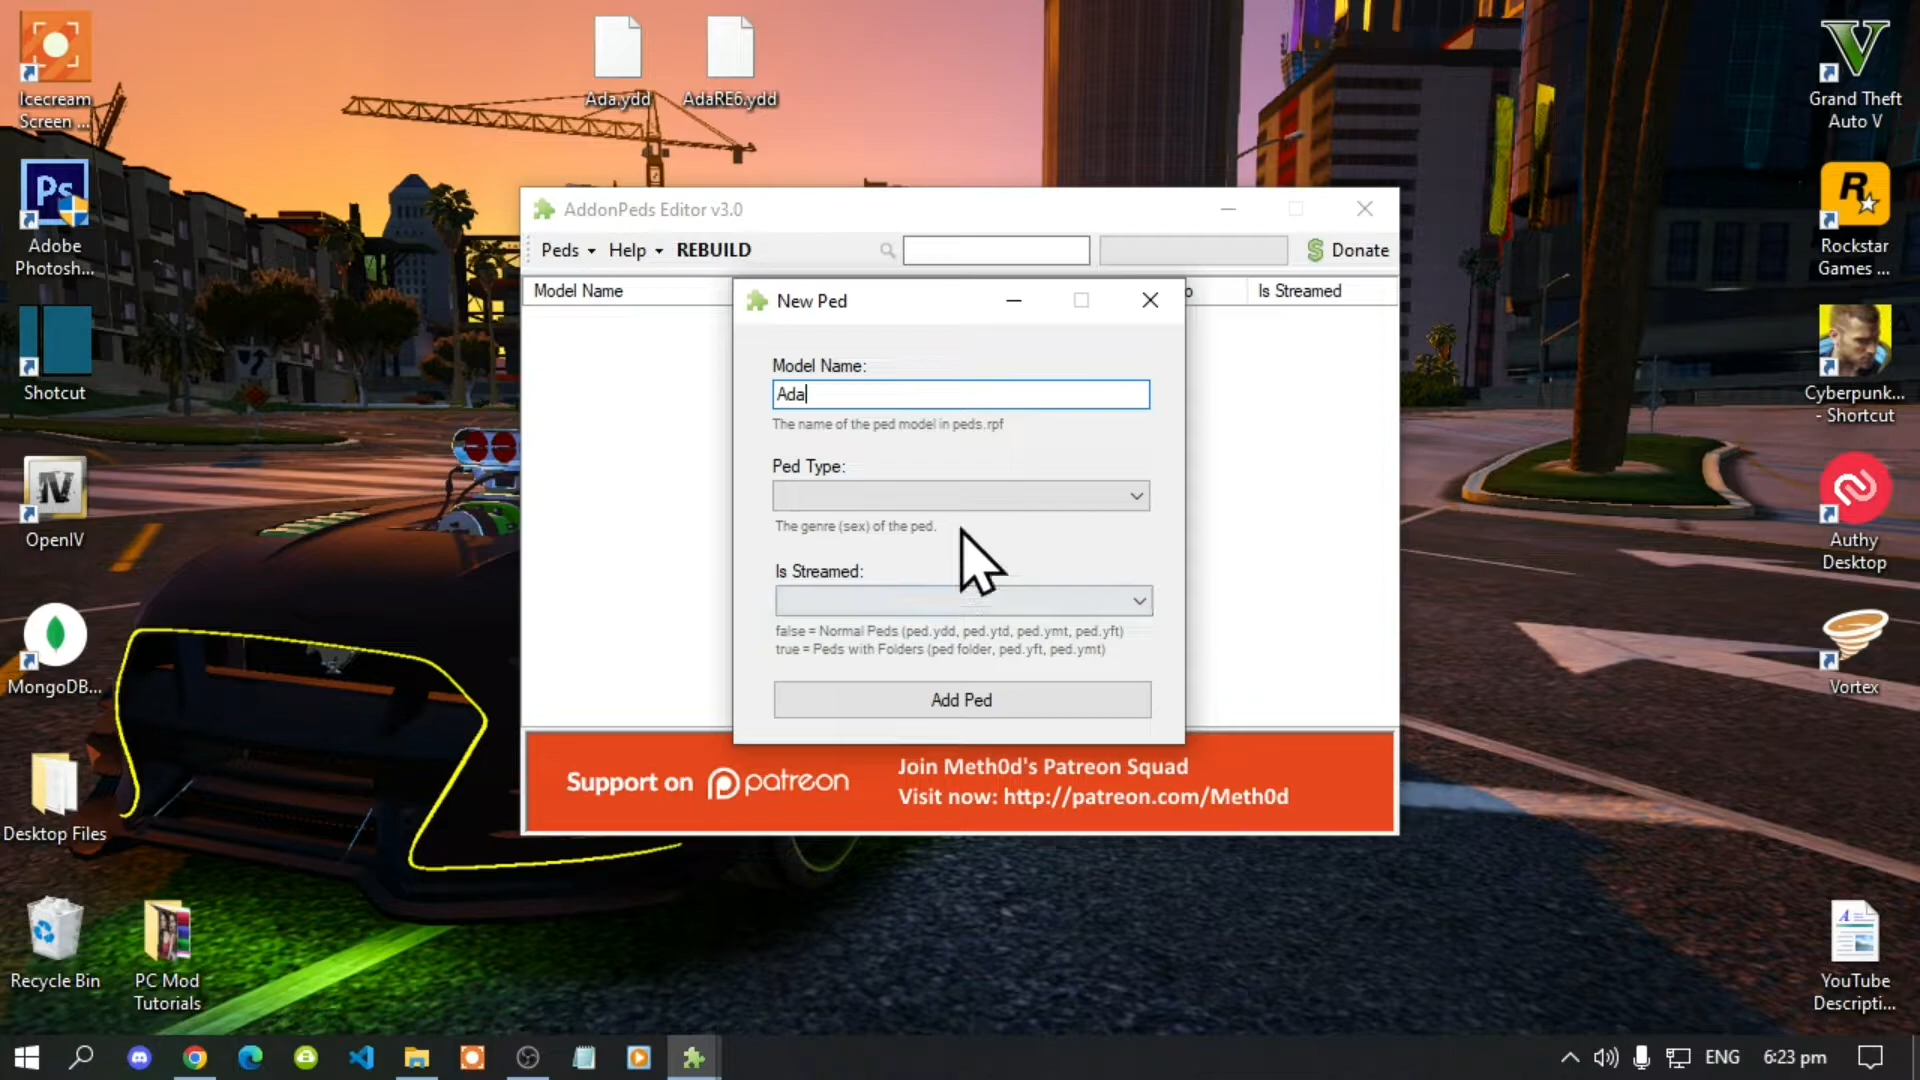 Icecream
Screen ...
Ada.ydd
AdaRE6.ydd
Grand Theft
Auto V
Ps
Adobe
Photosh...
AddonPeds Editor v3.0
Peds
Help
REBUILD
Donate
Model Name
o
Is Streamed
New Ped
Model Name:
Ada
The name of the ped model in peds.rpf
Ped Type:
The genre (sex) of the ped.
Is Streamed:
false = Normal Peds (ped.ydd, ped.ytd, ped.ymt, ped.yft)
true = Peds with Folders (ped folder, ped.yft, ped.ymt)
Add Ped
Support on patreon
Join Meth0d's Patreon Squad
Visit now: http://patreon.com/Meth0d
Rockstar
Games ...
Shotcut
Cyberpunk...
- Shortcut
OpenIV
Authy
Desktop
MongoDB...
Vortex
Desktop Files
Recycle Bin
PC Mod
Tutorials
YouTube
Descripti...
ENG
6:23 pm